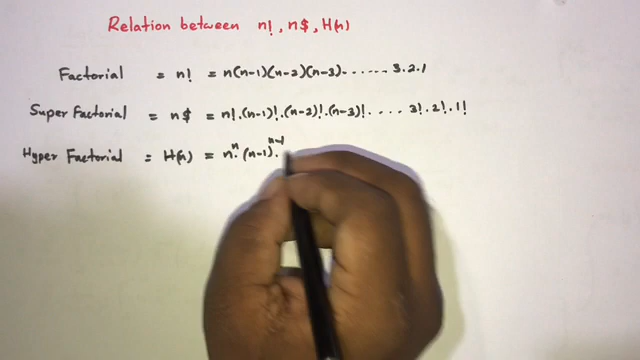 Relation between n!, n$, H(n)
Factorial = n! = n(n-1)(n-2)(n-3)....... 3.2.1
Super Factorial = n$ = n!.(n-1)!.(n-2)!.(n-3)!..... 3!.2!.1!
Hyper Factorial = H(n) = nⁿ.(n-1)ⁿ⁻¹.